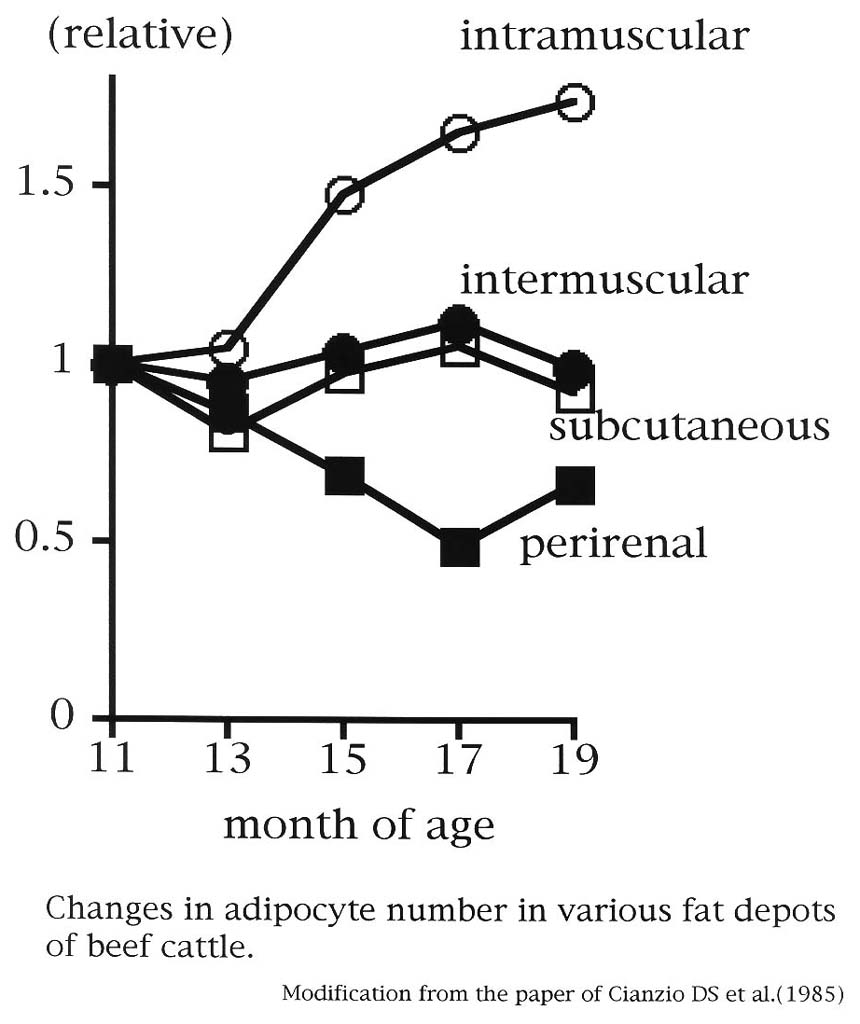 (relative)
intramuscular
1.5
intermuscular
1
subcutaneous
0.5
perirenal
0
11 13 15 17 19
month of age
Changes in adipocyte number in various fat depots
of beef cattle.
Modification from the paper of Cianzio DS et al.(1985)